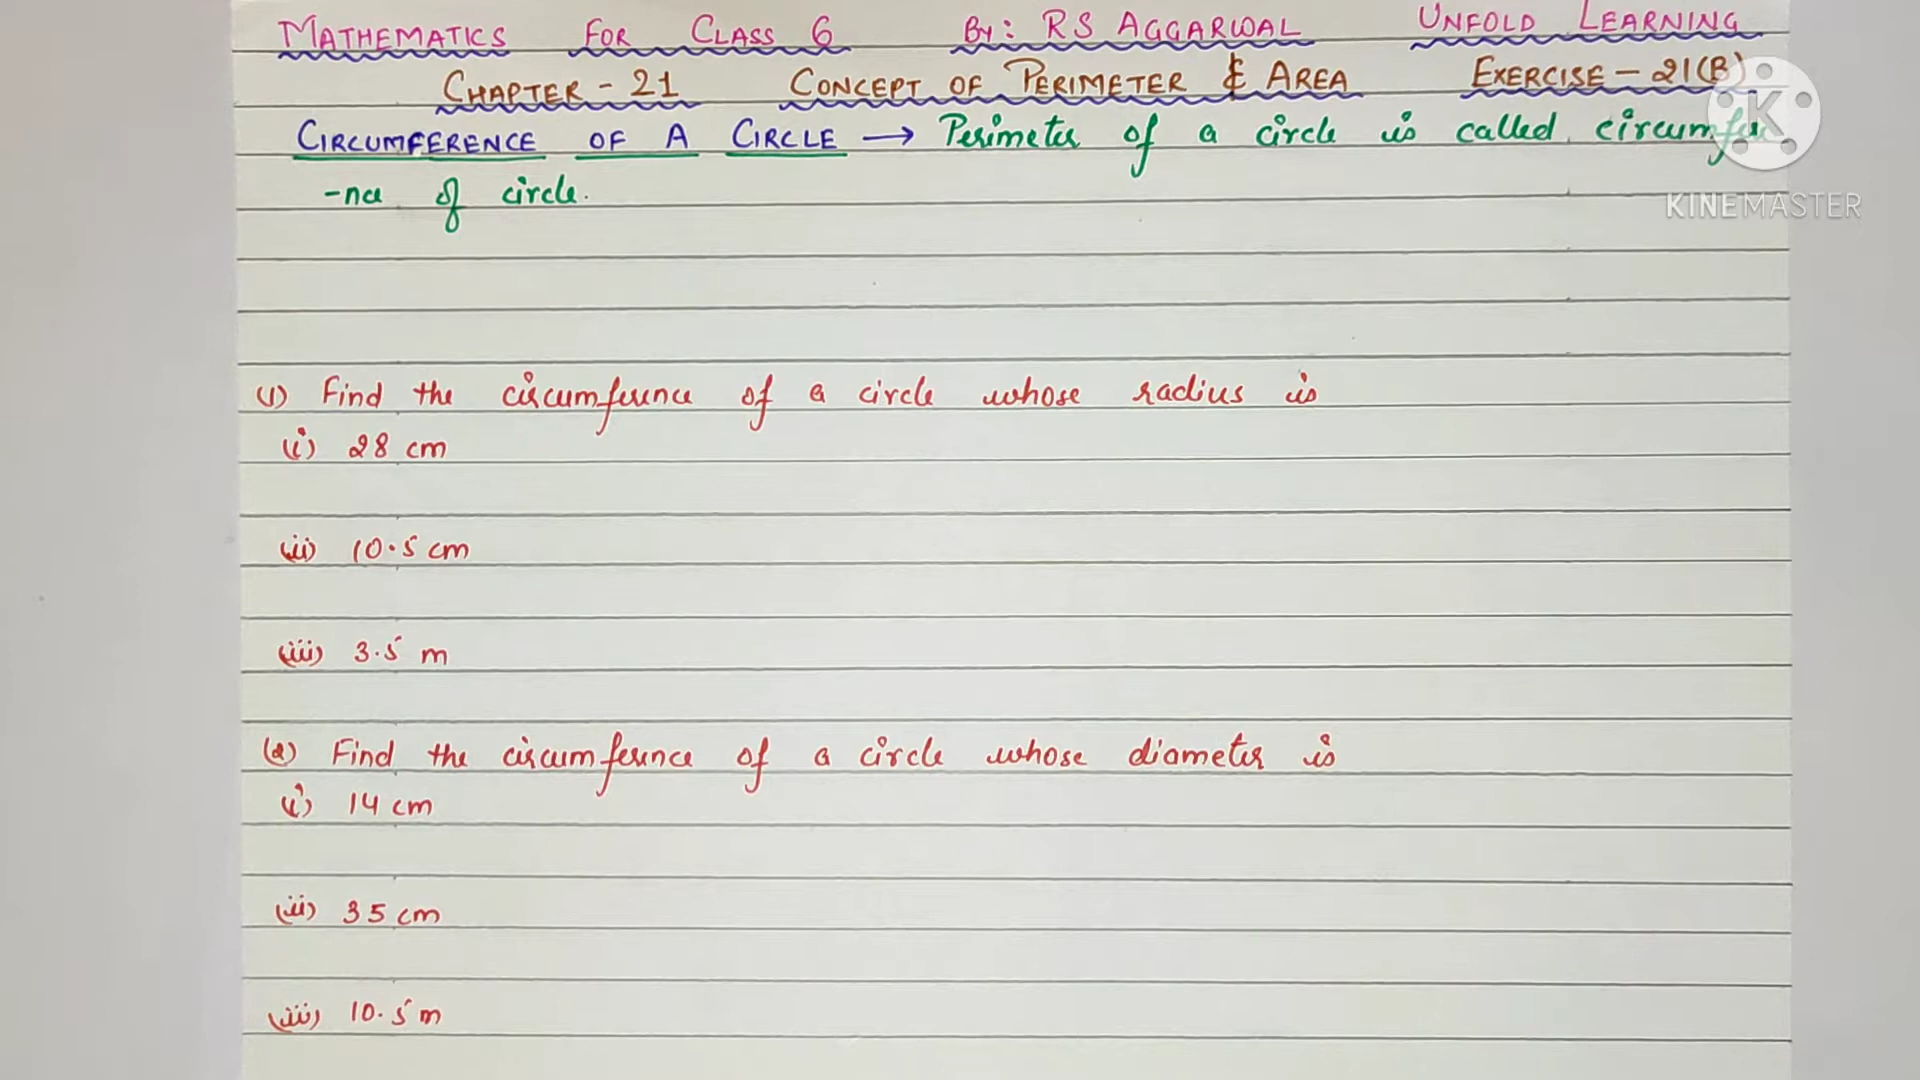 MATHEMATICS FOR CLASS 6 BY: RS AGGARWAL UNFOLD LEARNING
CHAPTER - 21 CONCEPT OF PERIMETER & AREA EXERCISE - 21(B)
CIRCUMFERENCE OF A CIRCLE → Perimeter of a circle is called circumfere
-nce of circle.
KINEMASTER
(1) Find the circumference of a circle whose radius is
(i) 28 cm
(ii) 10.5 cm
(iii) 3.5 m
(2) Find the circumference of a circle whose diameter is
(i) 14 cm
(ii) 35 cm
(iii) 10.5 m